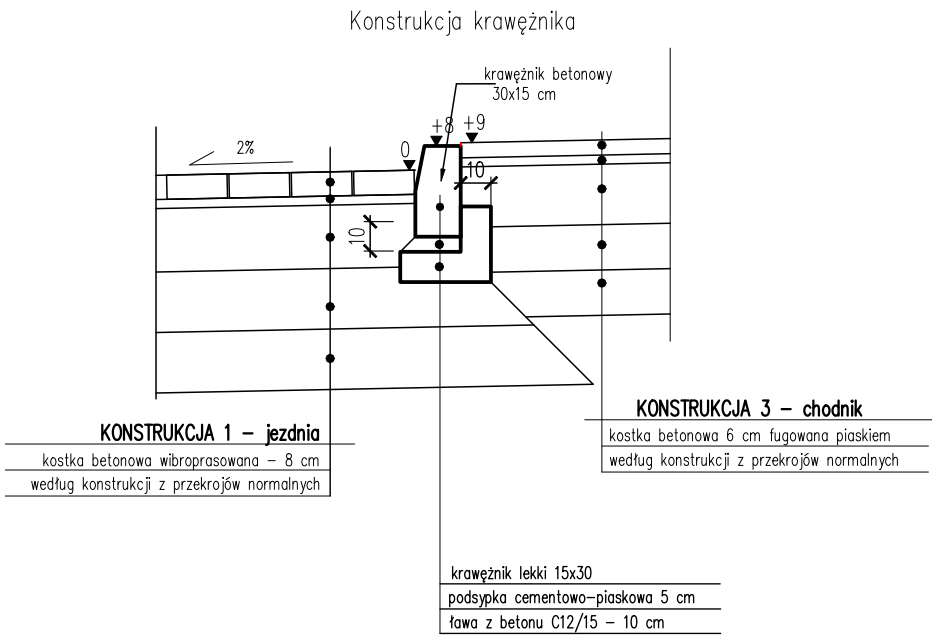 Konstrukcja krawężnika
krawężnik betonowy
30x15 cm
+8
+9
0
2%
10
10
KONSTRUKCJA 1 – jezdnia
kostka betonowa wibroprasowana – 8 cm
według konstrukcji z przekrojów normalnych
KONSTRUKCJA 3 – chodnik
kostka betonowa 6 cm fugowana piaskiem
według konstrukcji z przekrojów normalnych
krawężnik lekki 15x30
podsypka cementowo–piaskowa 5 cm
ława z betonu C12/15 – 10 cm